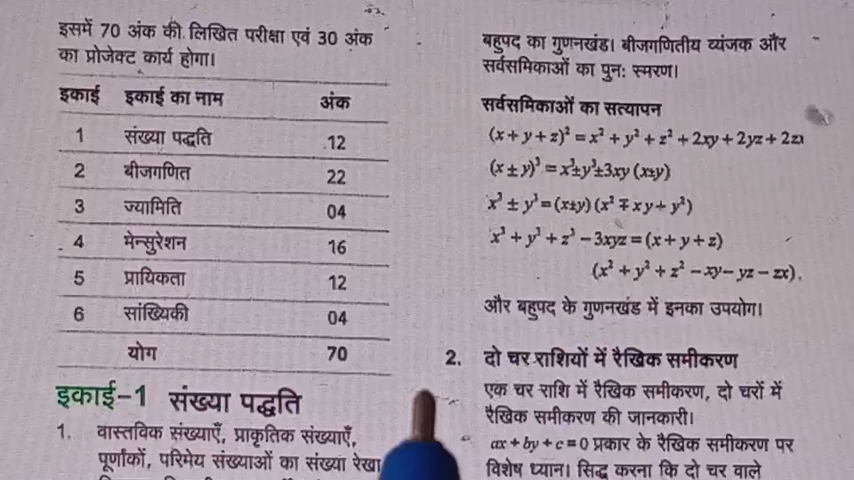 इसमें 70 अंक की लिखित परीक्षा एवं 30 अंक
का प्रोजेक्ट कार्य होगा।
इकाई इकाई का नाम अंक
1 संख्या पद्धति 12
2 बीजगणित 22
3 ज्यामिति 04
4 मेन्सुरेशन 16
5 प्रायिकता 12
6 सांख्यिकी 04
योग 70
इकाई-1 संख्या पद्धति
1. वास्तविक संख्याएँ, प्राकृतिक संख्याएँ,
पूर्णांकों, परिमेय संख्याओं का संख्या रेखा
बहुपद का गुणनखंड। बीजगणितीय व्यंजक और
सर्वसमिकाओं का पुन: स्मरण।
सर्वसमिकाओं का सत्यापन
(x + y + z)² = x² + y² + z² + 2xy + 2yz + 2zx
(x ± y)³ = x³±y³±3xy (x±y)
x³ ± y³ = (x±y) (x² ∓ xy + y²)
x³ + y³ + z³ − 3xyz = (x + y + z)
(x² + y² + z² − xy − yz − zx).
और बहुपद के गुणनखंड में इनका उपयोग।
2. दो चर राशियों में रैखिक समीकरण
एक चर राशि में रैखिक समीकरण, दो चरों में
रैखिक समीकरण की जानकारी।
ax + by + c = 0 प्रकार के रैखिक समीकरण पर
विशेष ध्यान। सिद्ध करना कि दो चर वाले